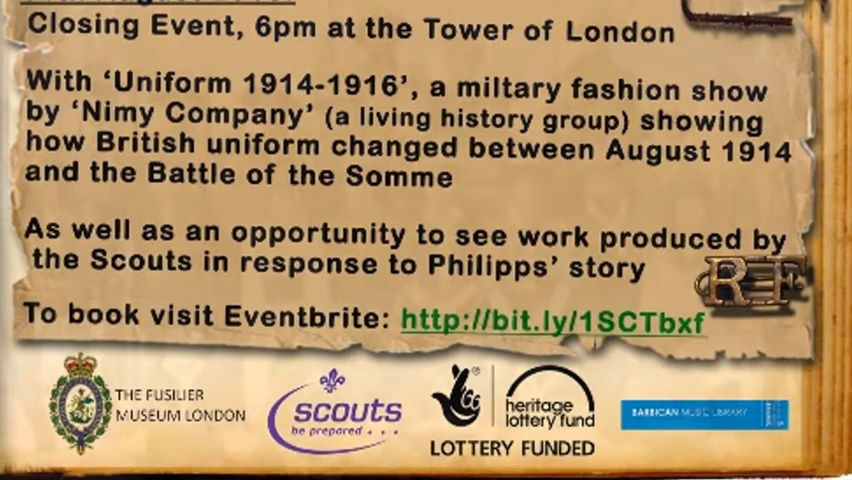 Closing Event, 6pm at the Tower of London
With ‘Uniform 1914-1916’, a miltary fashion show
by ‘Nimy Company’ (a living history group) showing
how British uniform changed between August 1914
and the Battle of the Somme
As well as an opportunity to see work produced by
the Scouts in response to Philipps’ story
RF
To book visit Eventbrite: http://bit.ly/1SCTbxf
THE FUSILIER
MUSEUM LONDON
scouts
be prepared . . .
heritage
lottery fund
LOTTERY FUNDED
BARBICAN MUSIC LIBRARY